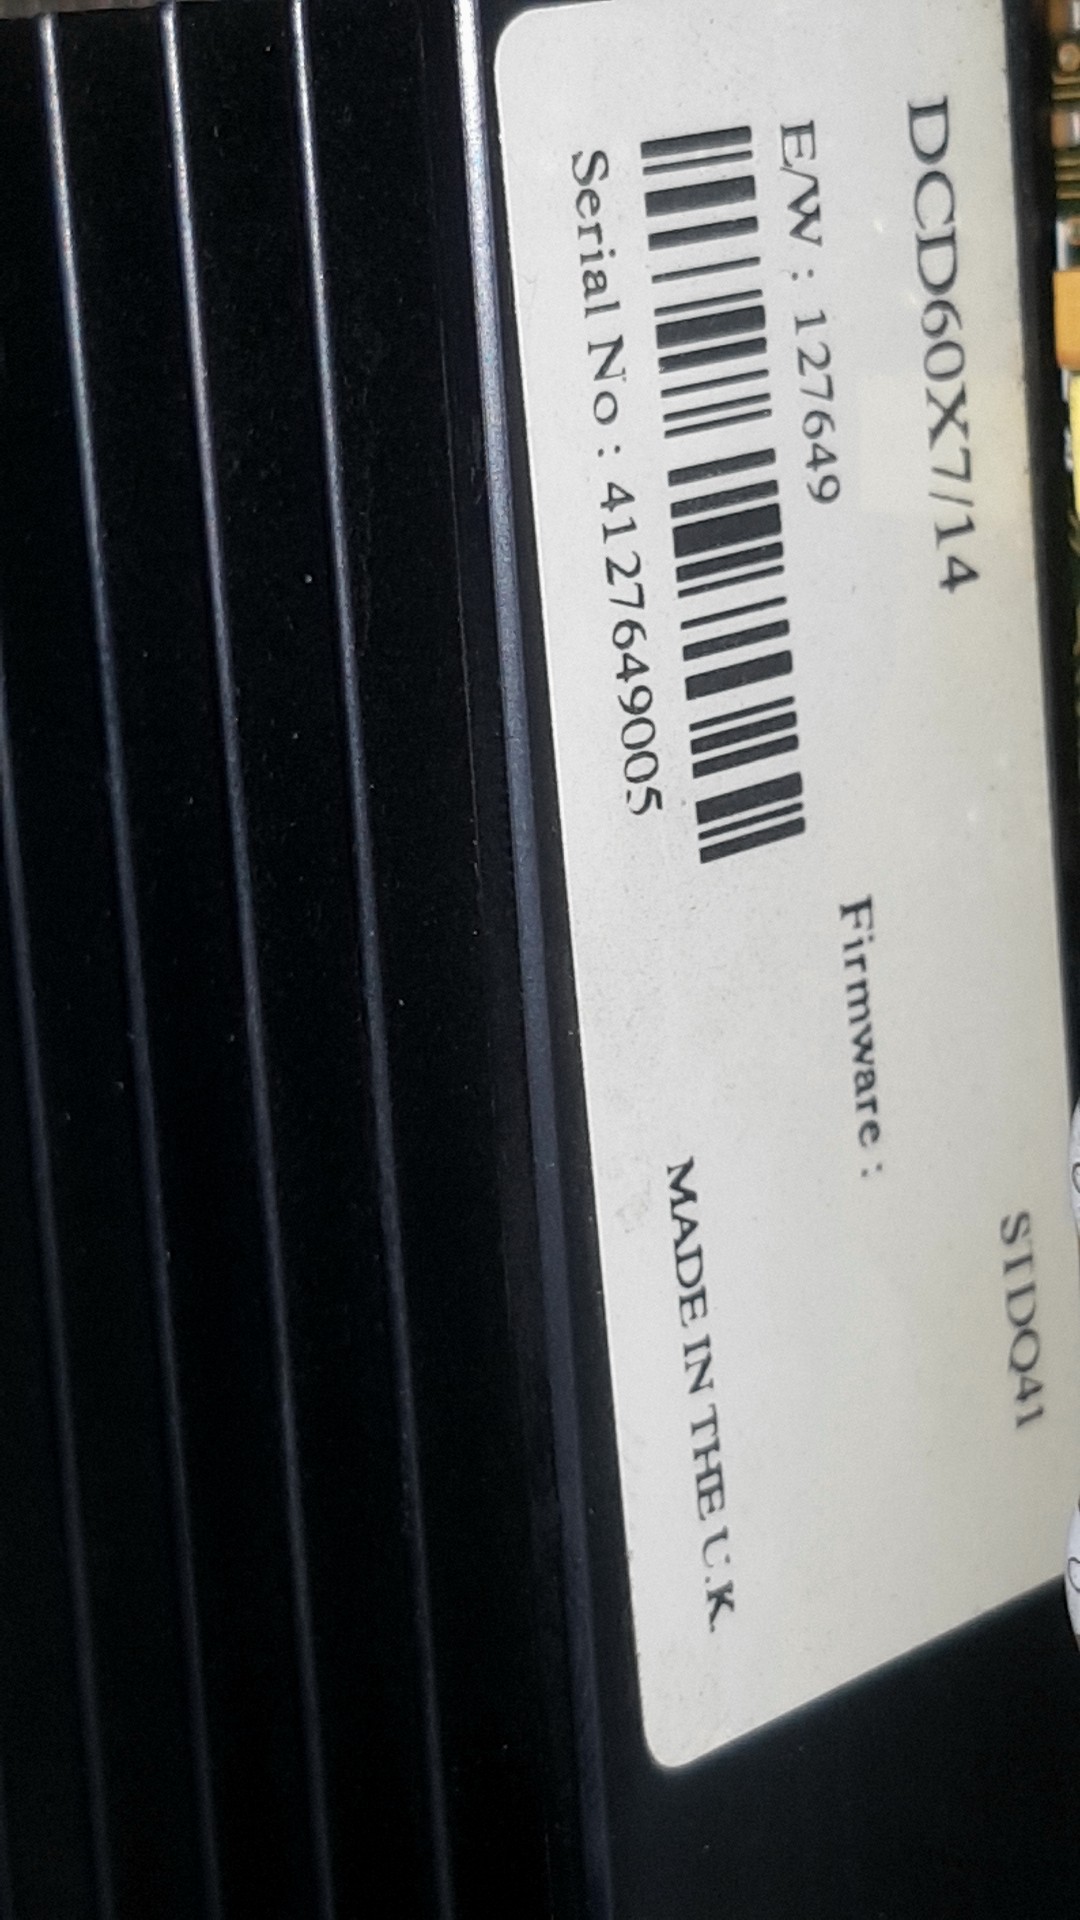 STDQ41
DCD60X7/14
Firmware :
E/W : 127649
Serial No : 4127649005
MADE IN THE U.K.